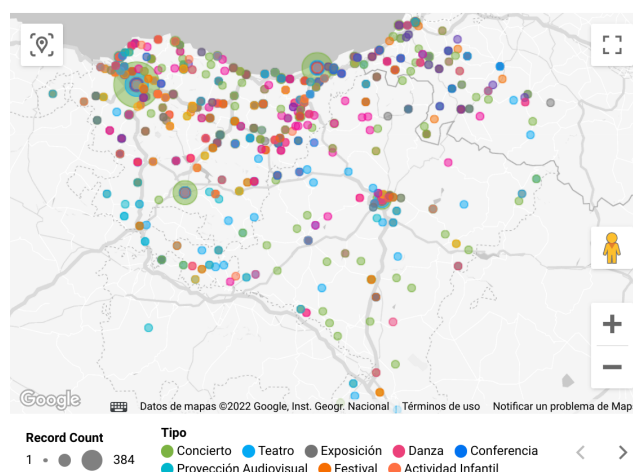 Google
Datos de mapas ©2022 Google, Inst. Geogr. Nacional
Términos de uso
Notificar un problema de Maps
Record Count
1
384
Tipo
Concierto
Teatro
Exposición
Danza
Conferencia
Proyección Audiovisual
Festival
Actividad Infantil